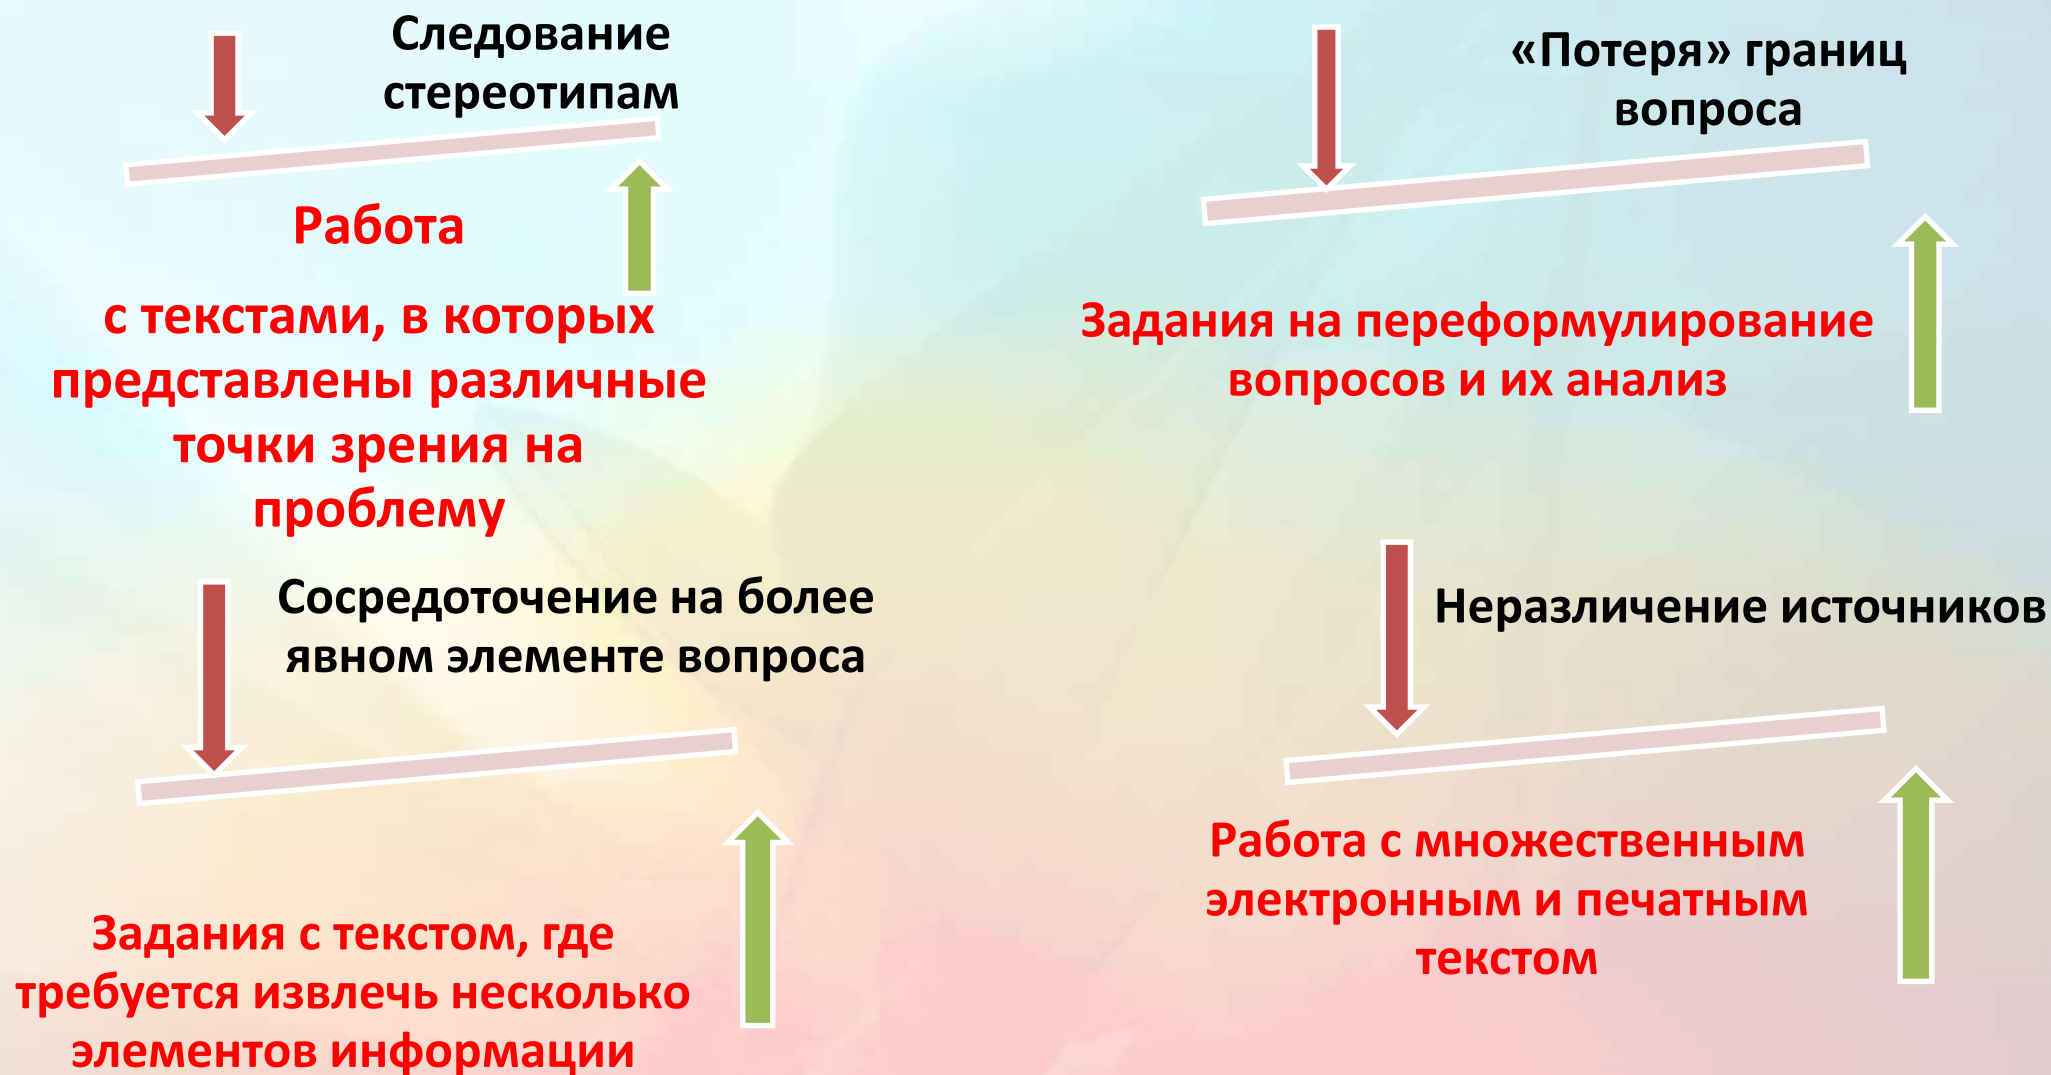 Следование
стереотипам
Работа
с текстами, в которых
представлены различные
точки зрения на
проблему
«Потеря» границ
вопроса
Задания на переформулирование
вопросов и их анализ
Сосредоточение на более
явном элементе вопроса
Задания с текстом, где
требуется извлечь несколько
элементов информации
Неразличение источников
Работа с множественным
электронным и печатным
текстом